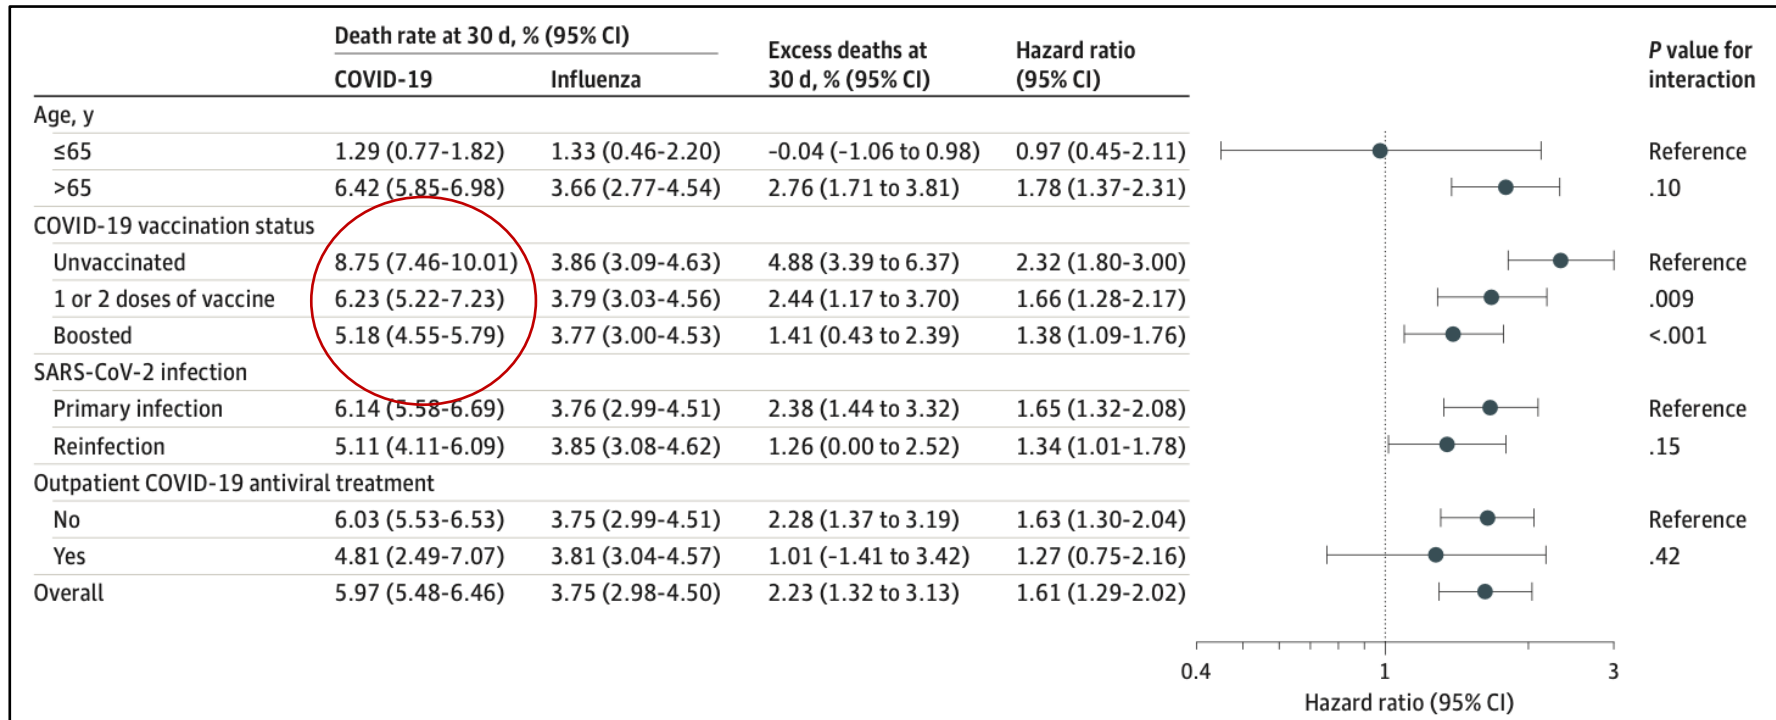 Death rate at 30 d, % (95% CI)
COVID-19 Influenza Excess deaths at 30 d, % (95% CI) Hazard ratio (95% CI) P value for interaction
Age, y
≤65 1.29 (0.77-1.82) 1.33 (0.46-2.20) -0.04 (-1.06 to 0.98) 0.97 (0.45-2.11) Reference
>65 6.42 (5.85-6.98) 3.66 (2.77-4.54) 2.76 (1.71 to 3.81) 1.78 (1.37-2.31) .10
COVID-19 vaccination status
Unvaccinated 8.75 (7.46-10.01) 3.86 (3.09-4.63) 4.88 (3.39 to 6.37) 2.32 (1.80-3.00) Reference
1 or 2 doses of vaccine 6.23 (5.22-7.23) 3.79 (3.03-4.56) 2.44 (1.17 to 3.70) 1.66 (1.28-2.17) .009
Boosted 5.18 (4.55-5.79) 3.77 (3.00-4.53) 1.41 (0.43 to 2.39) 1.38 (1.09-1.76) <.001
SARS-CoV-2 infection
Primary infection 6.14 (5.58-6.69) 3.76 (2.99-4.51) 2.38 (1.44 to 3.32) 1.65 (1.32-2.08) Reference
Reinfection 5.11 (4.11-6.09) 3.85 (3.08-4.62) 1.26 (0.00 to 2.52) 1.34 (1.01-1.78) .15
Outpatient COVID-19 antiviral treatment
No 6.03 (5.53-6.53) 3.75 (2.99-4.51) 2.28 (1.37 to 3.19) 1.63 (1.30-2.04) Reference
Yes 4.81 (2.49-7.07) 3.81 (3.04-4.57) 1.01 (-1.41 to 3.42) 1.27 (0.75-2.16) .42
Overall 5.97 (5.48-6.46) 3.75 (2.98-4.50) 2.23 (1.32 to 3.13) 1.61 (1.29-2.02)
0.4 1 3
Hazard ratio (95% CI)